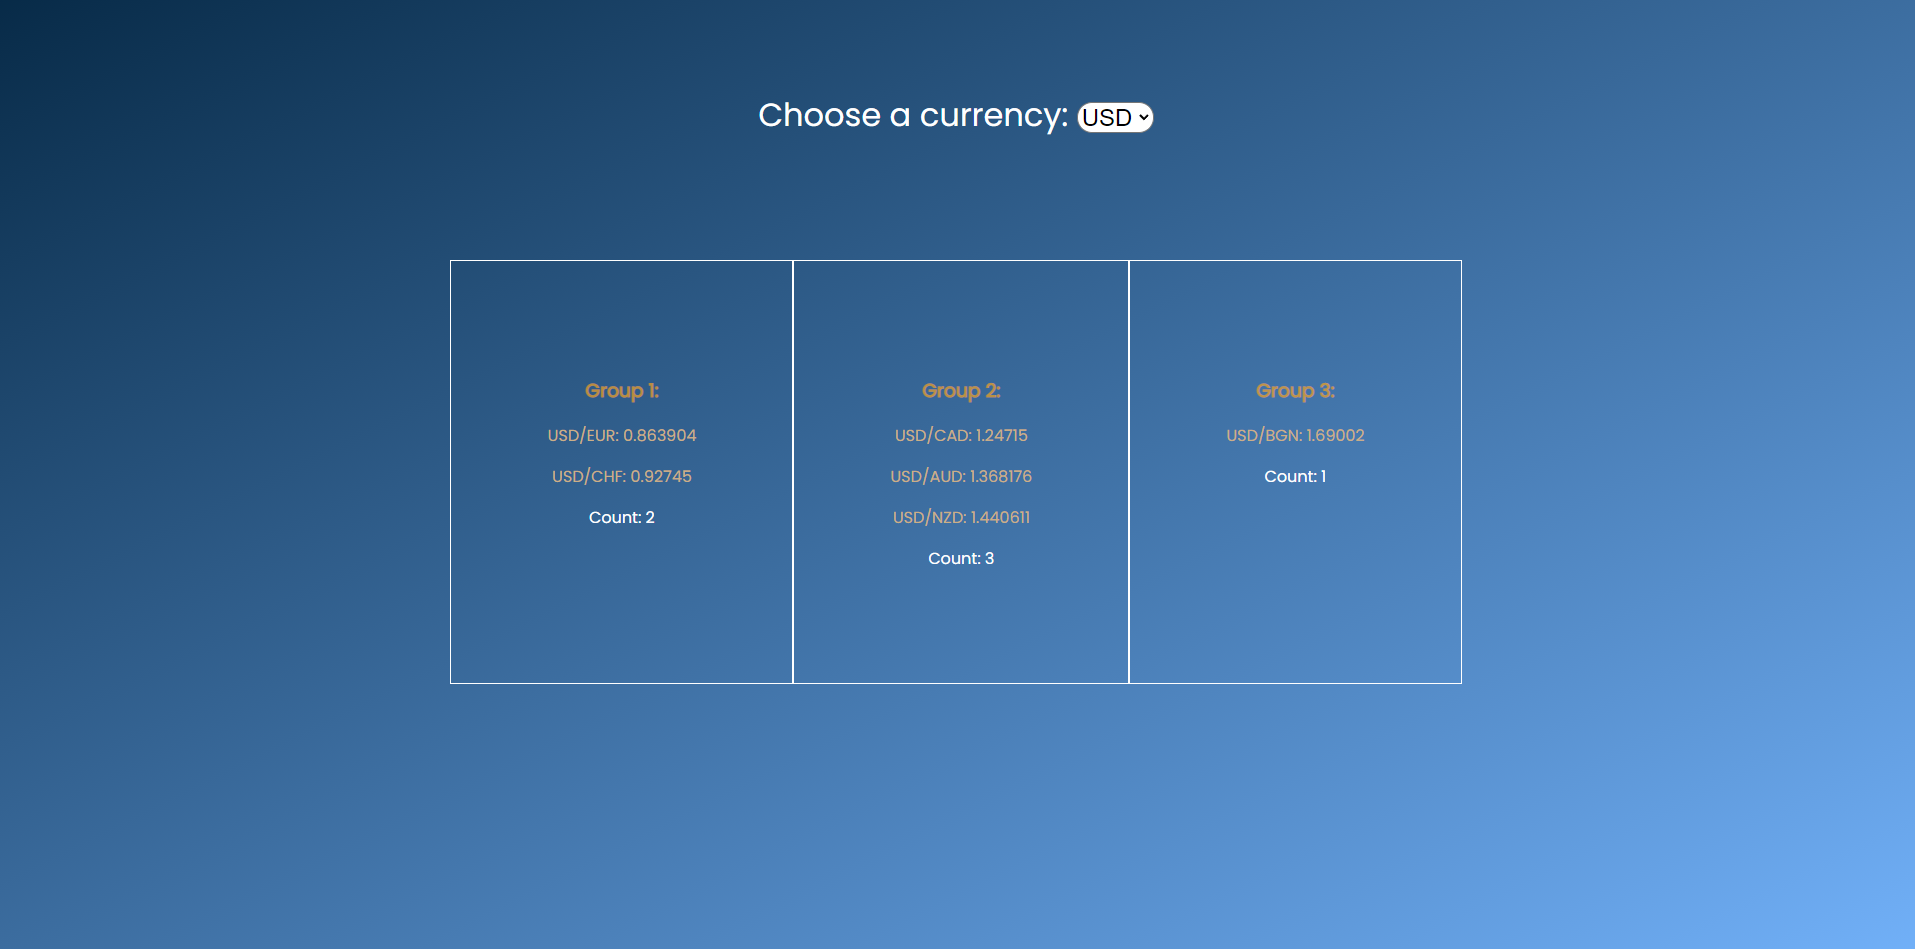 Choose a currency: USD
Group 1:
USD/EUR: 0.863904
USD/CHF: 0.92745
Count: 2
Group 2:
USD/CAD: 1.24715
USD/AUD: 1.368176
USD/NZD: 1.440611
Count: 3
Group 3:
USD/BGN: 1.69002
Count: 1